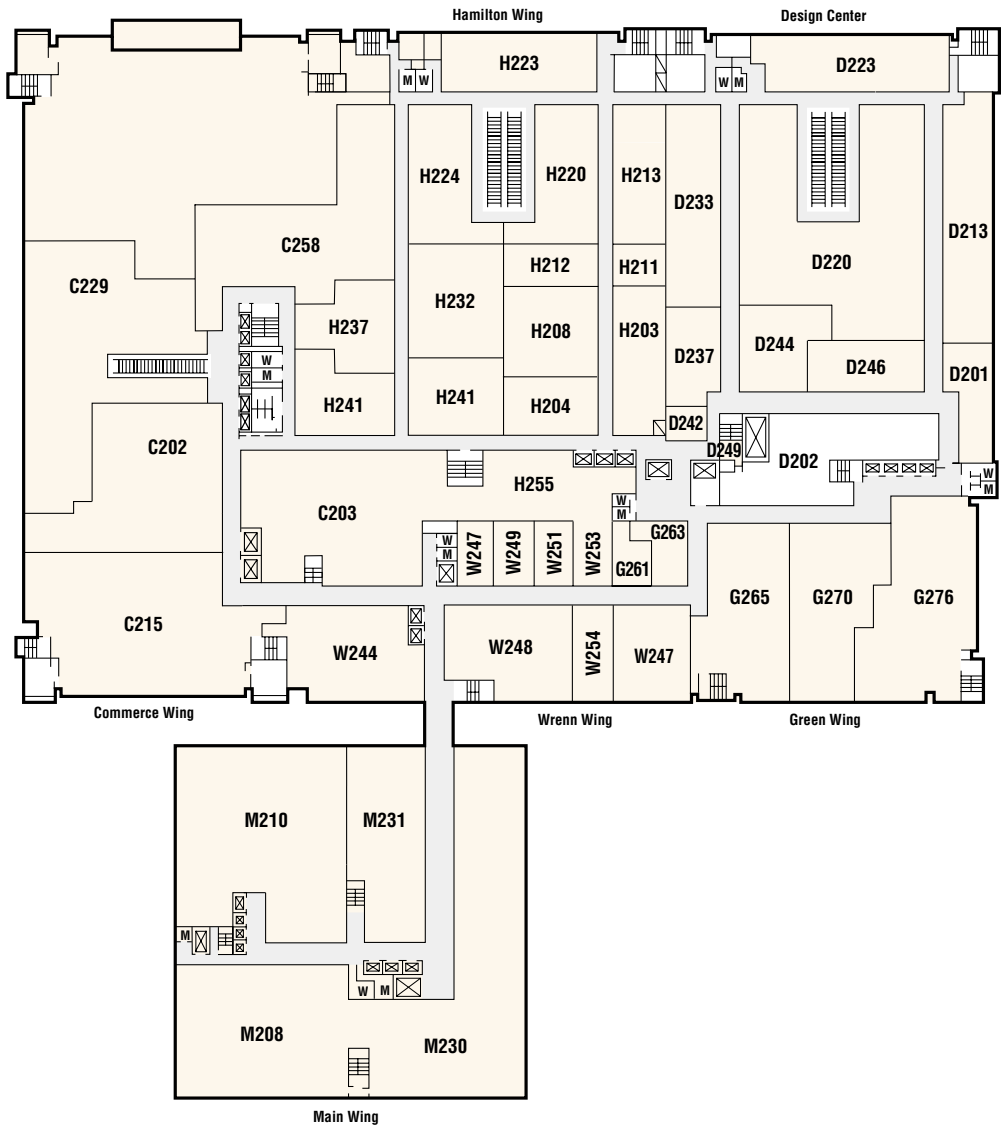 Hamilton Wing
Design Center
H223
D223
M W
W M
H224
H220
H213
D233
D213
C258
D220
C229
H212
H211
H232
H237
H208
H203
D244
D237
D246
D201
W
M
H241
H241
H204
D242
C202
D249
D202
H255
W
M
C203
W
M
G263
W
M
W247
W249
W251
W253
G261
C215
G265
G270
G276
W244
W248
W254
W247
Commerce Wing
Wrenn Wing
Green Wing
M210
M231
M
W
M
M208
M230
Main Wing